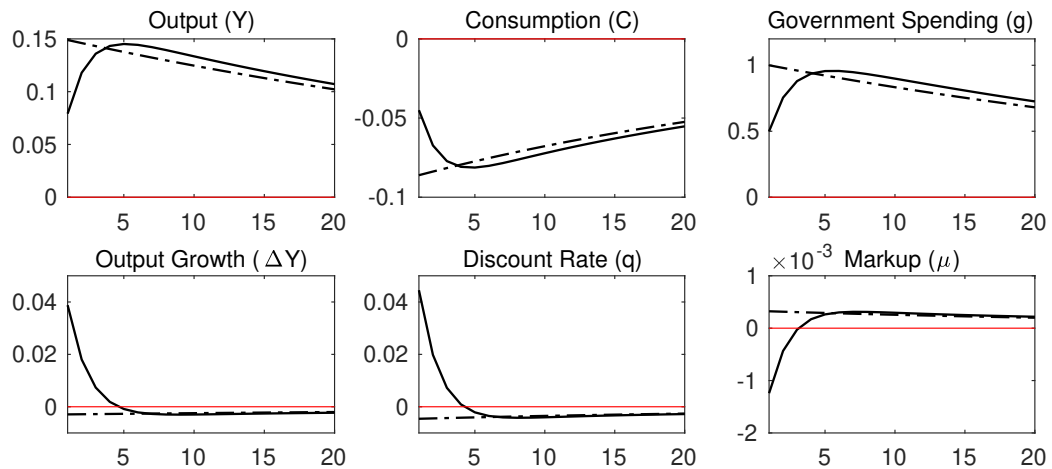 Output (Y)
0.15
0.1
0.05
0
5 10 15 20
Consumption (C)
0
-0.05
-0.1
5 10 15 20
Government Spending (g)
1
0.5
0
5 10 15 20
Output Growth (ΔY)
0.04
0.02
0
5 10 15 20
Discount Rate (q)
0.04
0.02
0
5 10 15 20
×10^-3 Markup (μ)
1
0
-1
-2
5 10 15 20